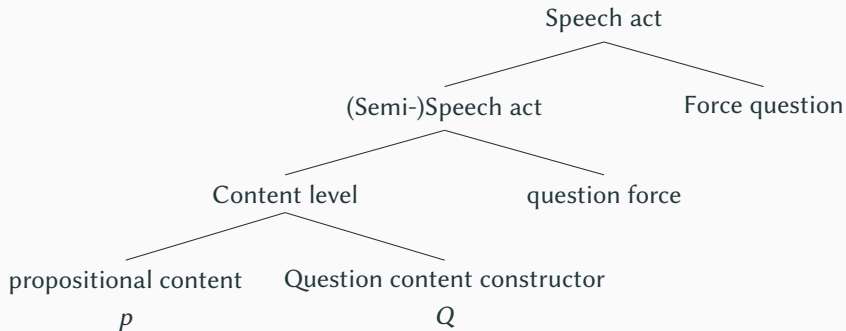 Speech act
(Semi-)Speech act Force question
Content level question force
propositional content Question content constructor
p Q